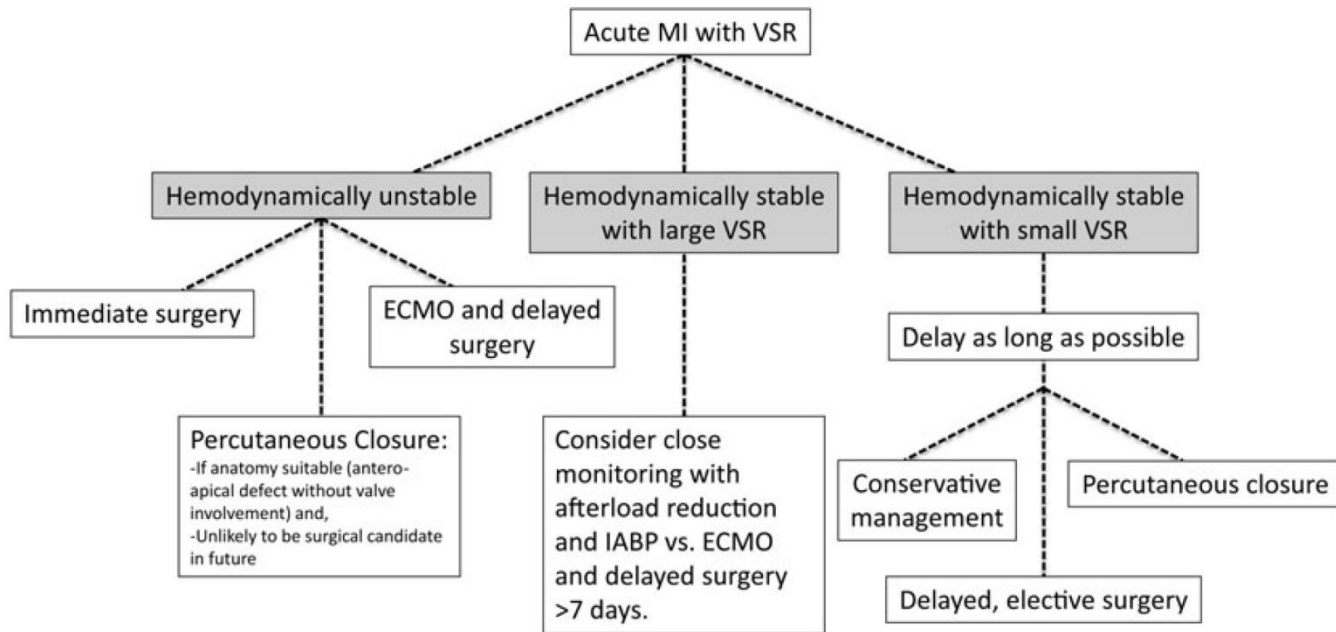 Acute MI with VSR
Hemodynamically unstable
Hemodynamically stable
with large VSR
Hemodynamically stable
with small VSR
Immediate surgery
ECMO and delayed
surgery
Delay as long as possible
Percutaneous Closure:
-If anatomy suitable (antero-
apical defect without valve
involvement) and,
-Unlikely to be surgical candidate
in future
Consider close
monitoring with
afterload reduction
and IABP vs. ECMO
and delayed surgery
>7 days.
Conservative
management
Percutaneous closure
Delayed, elective surgery